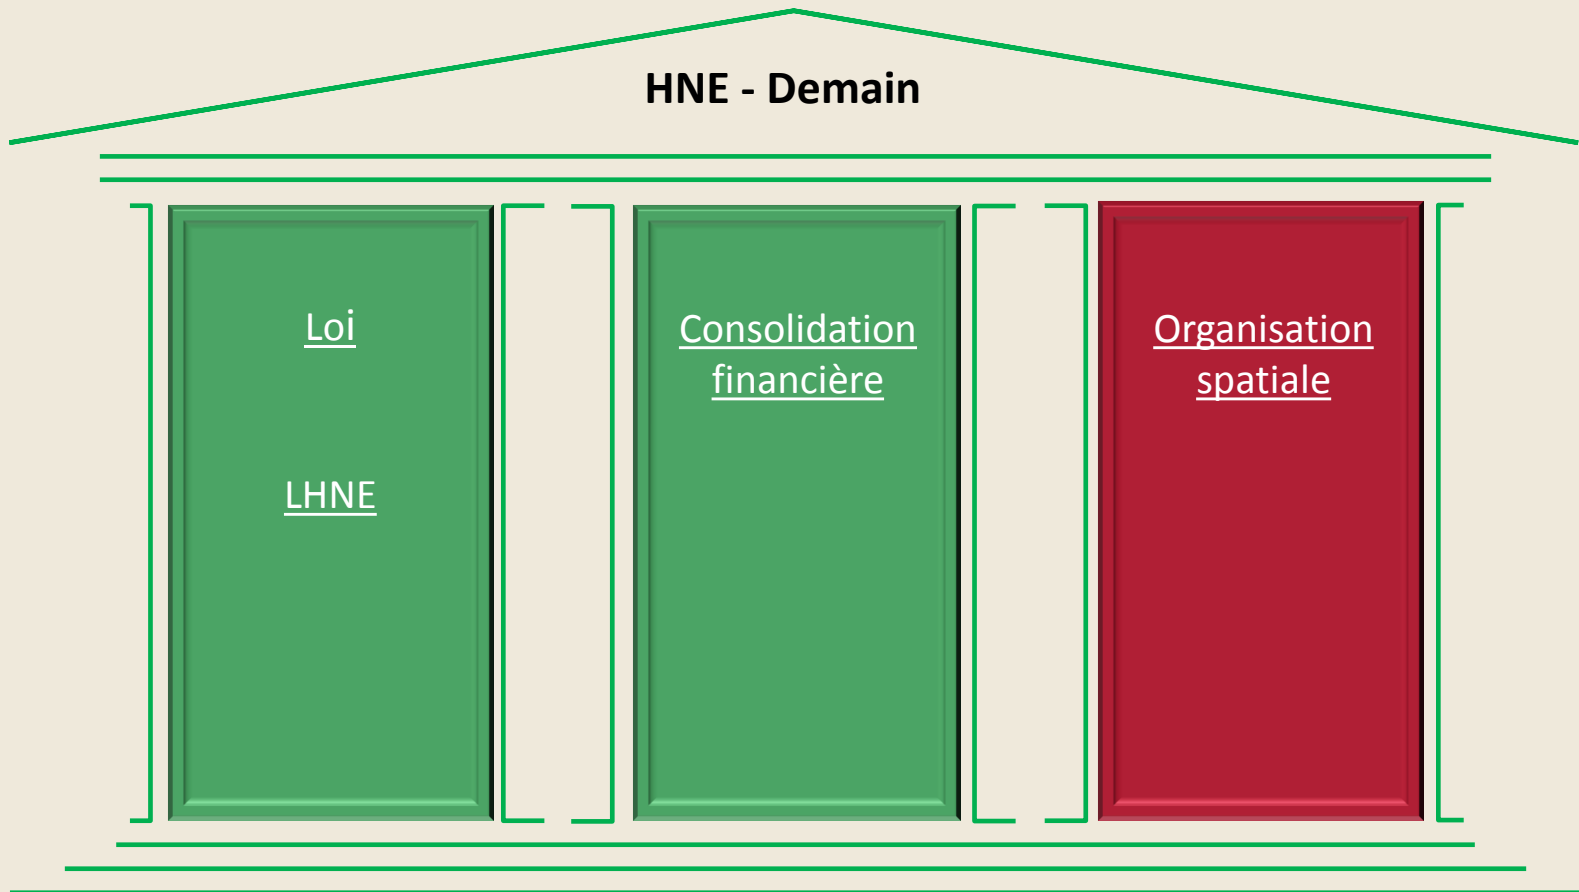 HNE - Demain
Loi
LHNE
Consolidation
financière
Organisation
spatiale